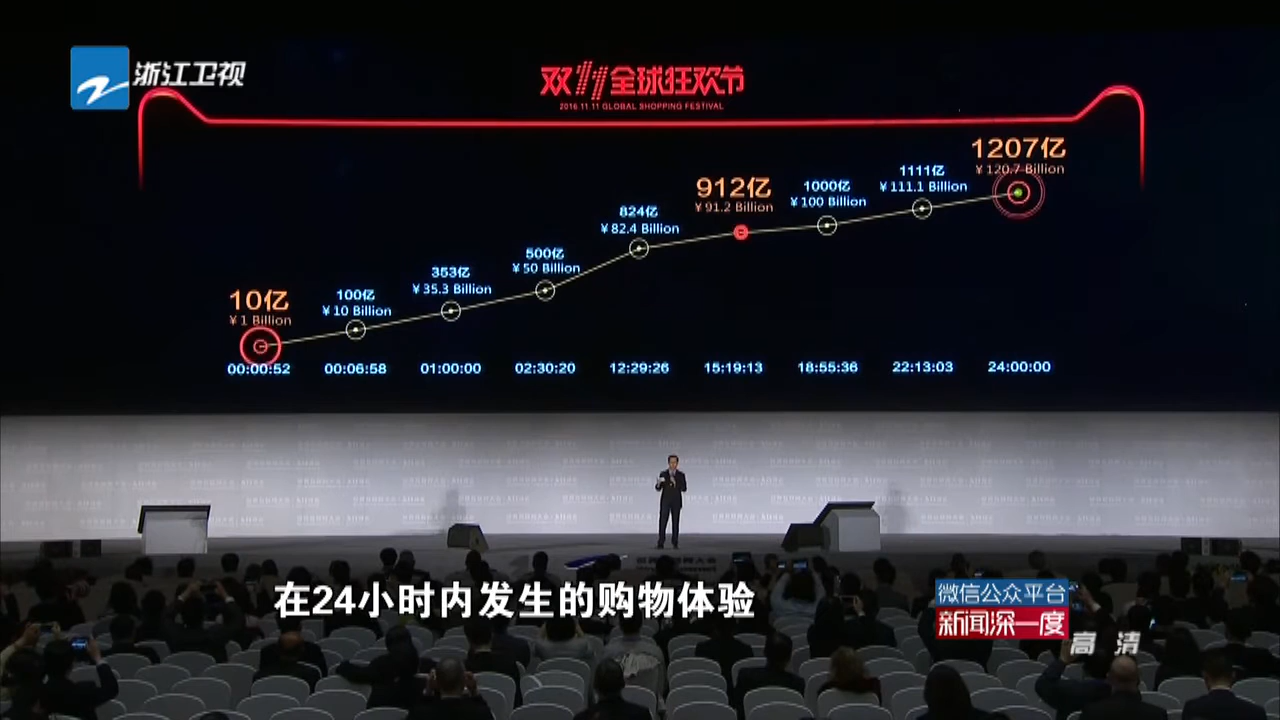 浙江卫视
双11全球狂欢节
2016 11.11 GLOBAL SHOPPING FESTIVAL
1207亿
¥120.7 Billion
1111亿
¥111.1 Billion
1000亿
¥100 Billion
912亿
¥91.2 Billion
824亿
¥82.4 Billion
500亿
¥50 Billion
353亿
¥35.3 Billion
100亿
¥10 Billion
10亿
¥1 Billion
00:00:52 00:06:58 01:00:00 02:30:20 12:29:26 15:19:13 18:55:36 22:13:03 24:00:00
在24小时内发生的购物体验
微信公众平台
新闻深一度
高清